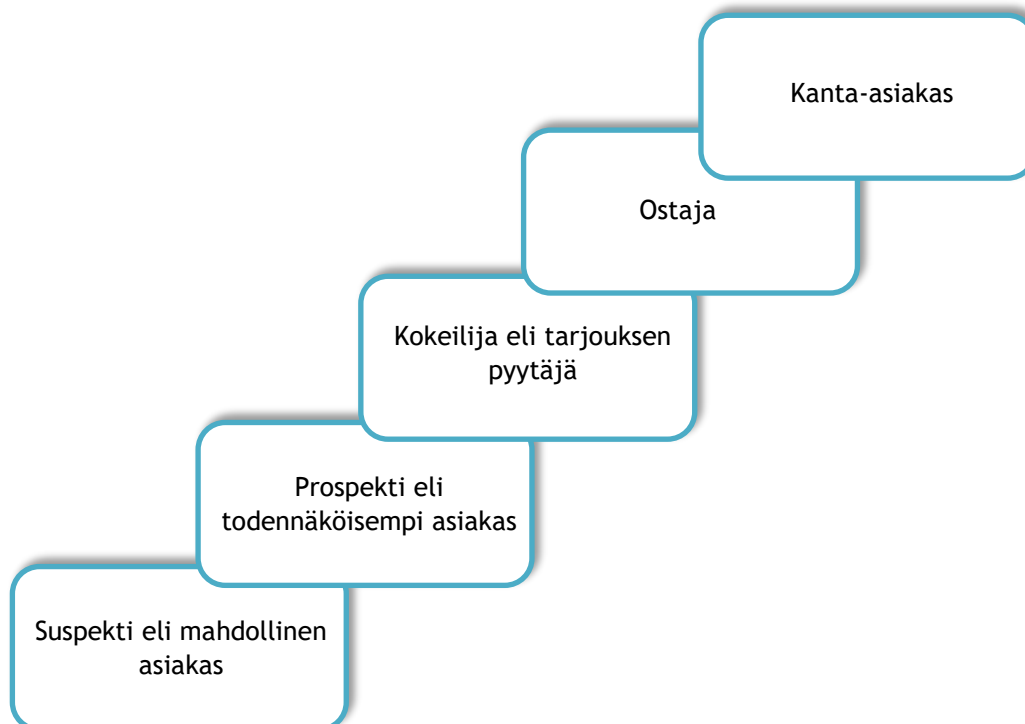 Kanta-asiakas
Ostaja
Kokeilija eli tarjouksen
pyytäjä
Prospekti eli
todennäköisempi asiakas
Suspekti eli mahdollinen
asiakas